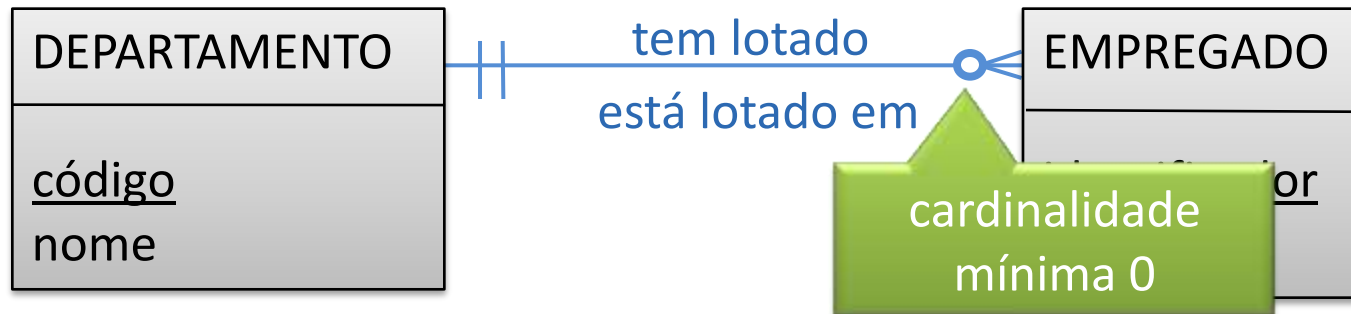 DEPARTAMENTO
código
nome
tem lotado
está lotado em
EMPREGADO
cardinalidade
mínima 0